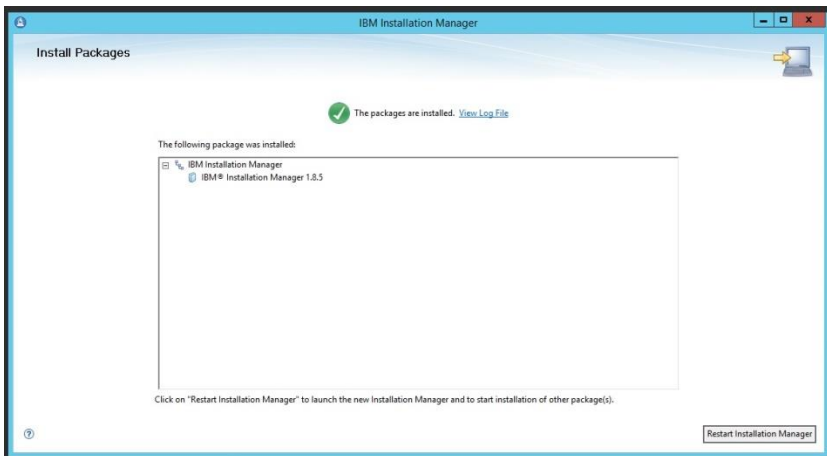 IBM Installation Manager
Install Packages
The packages are installed. View Log File
The following package was installed:
IBM Installation Manager
IBM® Installation Manager 1.8.5
Click on "Restart Installation Manager" to launch the new Installation Manager and to start installation of other package(s).
Restart Installation Manager